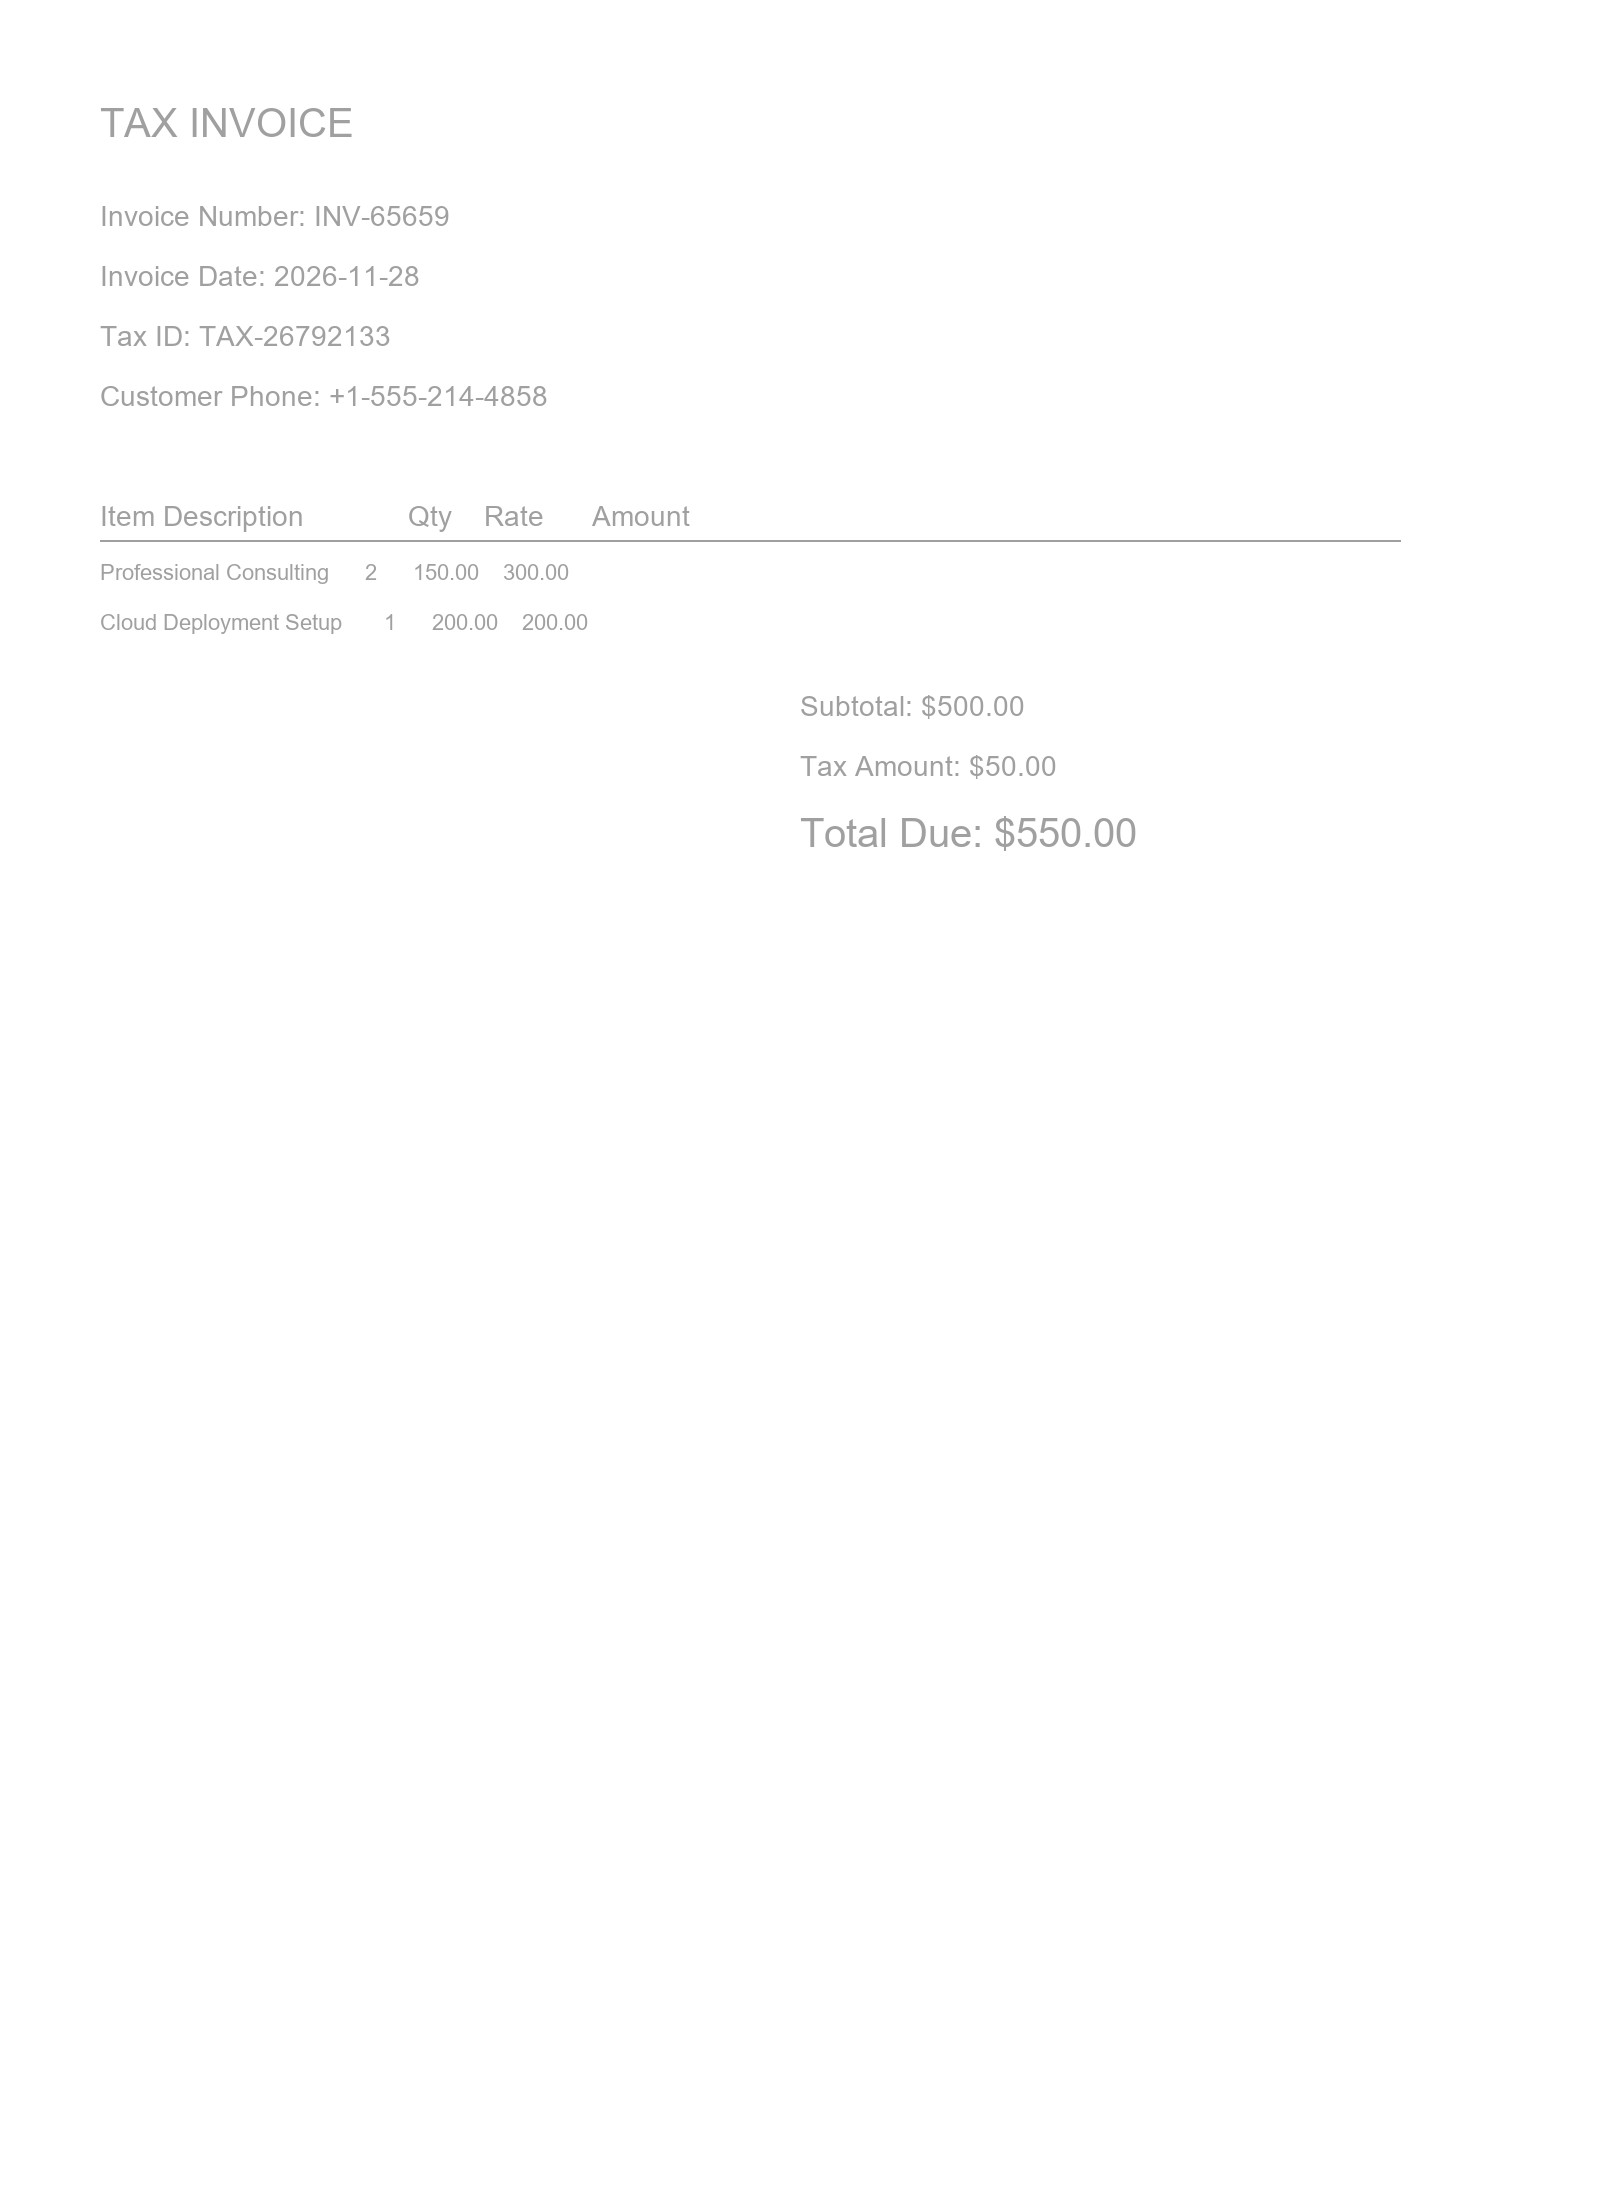 TAX INVOICE
Invoice Number: INV-65659
Invoice Date: 2026-11-28
Tax ID: TAX-26792133
Customer Phone: +1-555-214-4858
Item Description Qty Rate Amount
Professional Consulting 2 150.00 300.00
Cloud Deployment Setup 1 200.00 200.00
Subtotal: $500.00
Tax Amount: $50.00
Total Due: $550.00